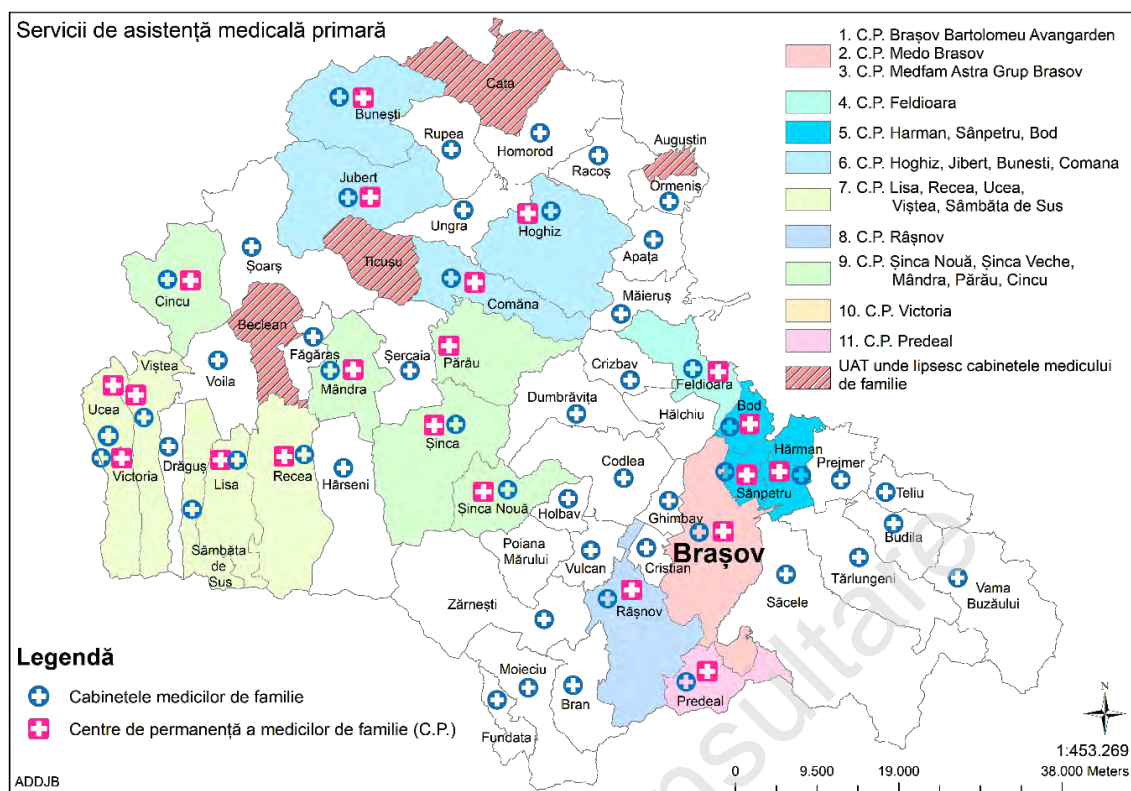 Servicii de asistență medicală primară
1. C.P. Brașov Bartolomeu Avangarden
2. C.P. Medo Brasov
3. C.P. Medfam Astra Grup Brasov
4. C.P. Feldioara
5. C.P. Harman, Sânpetru, Bod
6. C.P. Hoghiz, Jibert, Bunesti, Comana
7. C.P. Lisa, Recea, Ucea,
Viștea, Sâmbăta de Sus
8. C.P. Râșnov
9. C.P. Șinca Nouă, Șinca Veche,
Mândra, Părău, Cincu
10. C.P. Victoria
11. C.P. Predeal
UAT unde lipsesc cabinetele medicului
de familie
Cata
Bunești
Rupea
Homorod
Augustin
Racoș
Jubert
Ormeniș
Ungra
Hoghiz
Șoarș
Apața
Ticușu
Cincu
Comăna
Măieruș
Beclean
Făgăraș
Șercaia
Părău
Viștea
Voila
Mândra
Crizbav
Feldioara
Ucea
Dumbrăvița
Hălchiu
Bod
Șinca
Hărman
Victoria
Drăguș
Lisa
Recea
Hârseni
Codlea
Prejmer
Sânpetru
Teliu
Șinca Nouă
Holbav
Ghimbav
Budila
Sâmbăta
de
Sus
Poiana
Mărului
Vulcan
Cristian
Brașov
Tărlungeni
Vama
Buzăului
Zărnești
Râșnov
Săcele
Moieciu
Bran
Predeal
Fundata
Legendă
Cabinetele medicilor de familie
Centre de permanență a medicilor de familie (C.P.)
ADDJB
N
1:453.269
0 9.500 19.000 38.000 Meters
nsultare